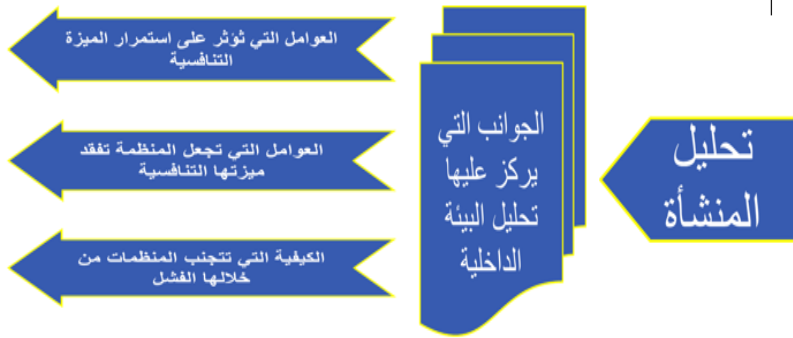 تحليل
المنشأة
الجوانب التي
يركز عليها
تحليل البيئة
الداخلية
العوامل التي ثؤثر على استمرار الميزة
التنافسية
العوامل التي تجعل المنظمة تفقد
ميزتها التنافسية
الكيفية التي تتجنب المنظمات من
خلالها الفشل